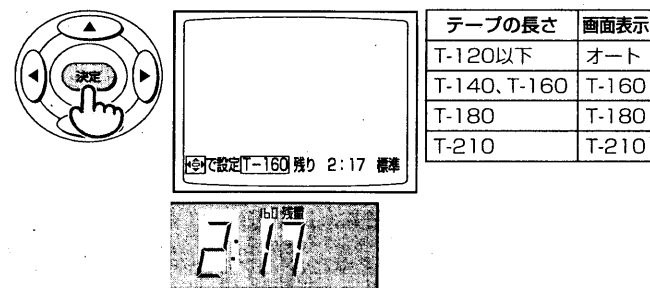 決定
で設定 T-160 残り 2:17 標準
160 残量
2:17
テープの長さ 画面表示
T-120以下 オート
T-140、T-160 T-160
T-180 T-180
T-210 T-210